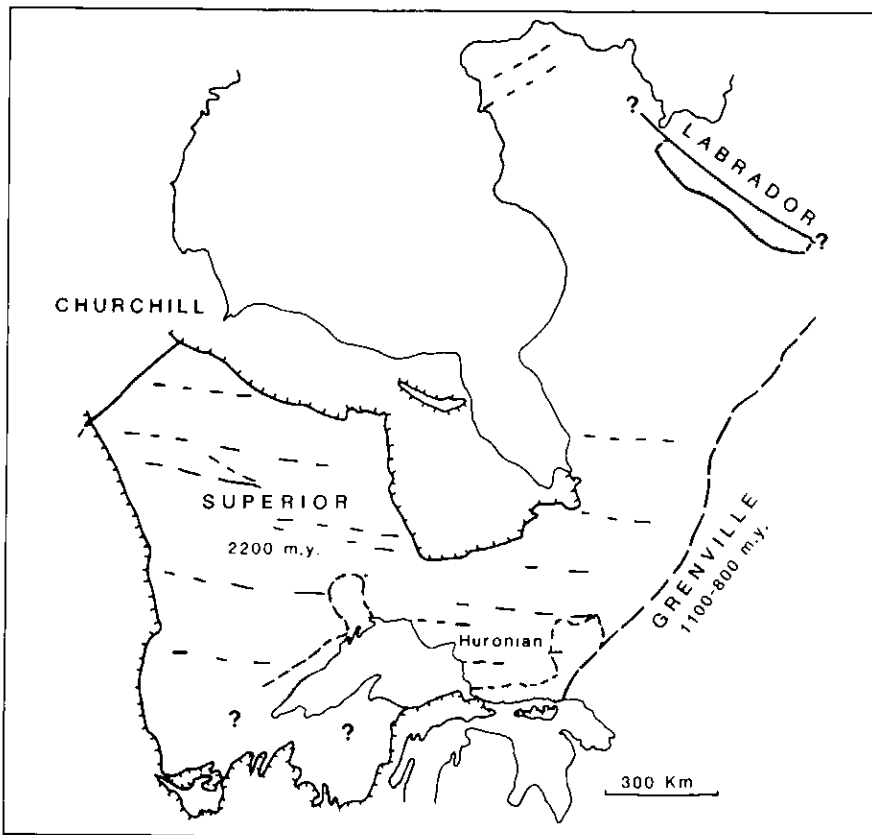 ?
LABRADOR
?
CHURCHILL
SUPERIOR
2200 m.y.
GRENVILLE
1100-800 m.y.
Huronian
?
?
300 Km